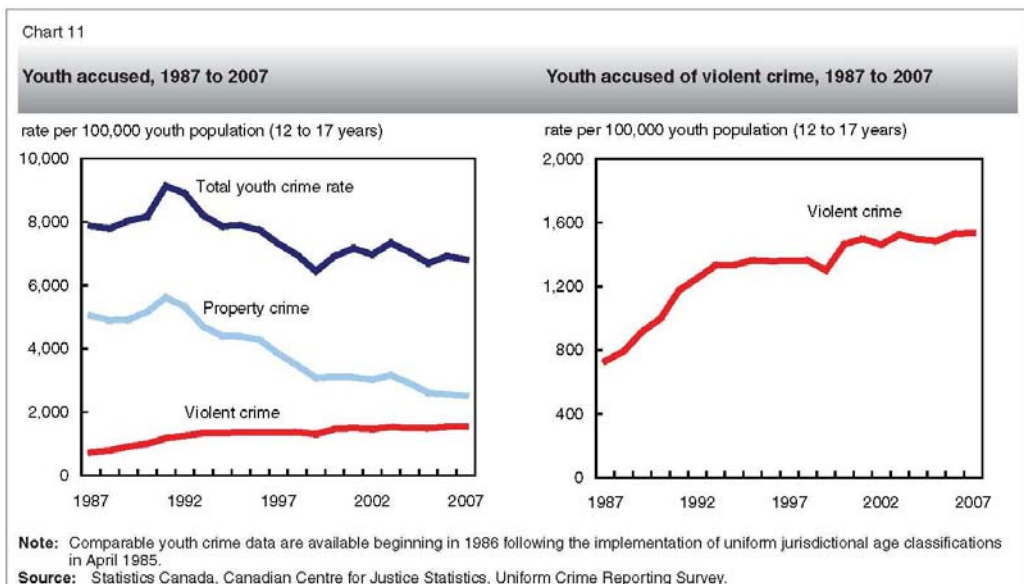 Chart 11
Youth accused, 1987 to 2007
rate per 100,000 youth population (12 to 17 years)
10,000
8,000
6,000
4,000
2,000
0
Total youth crime rate
Property crime
Violent crime
1987 1992 1997 2002 2007
Youth accused of violent crime, 1987 to 2007
rate per 100,000 youth population (12 to 17 years)
2,000
1,600
1,200
800
400
0
Violent crime
1987 1992 1997 2002 2007
Note: Comparable youth crime data are available beginning in 1986 following the implementation of uniform jurisdictional age classifications
in April 1985.
Source: Statistics Canada, Canadian Centre for Justice Statistics, Uniform Crime Reporting Survey.